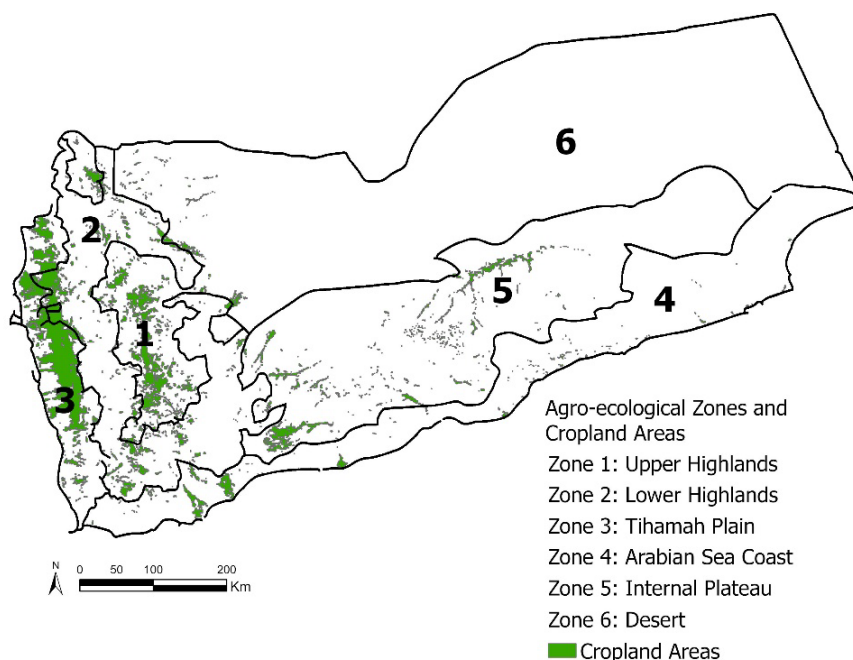 6
2
5
4
1
3
Agro-ecological Zones and
Cropland Areas
Zone 1: Upper Highlands
Zone 2: Lower Highlands
Zone 3: Tihamah Plain
Zone 4: Arabian Sea Coast
Zone 5: Internal Plateau
Zone 6: Desert
Cropland Areas
N
0 50 100 200
Km